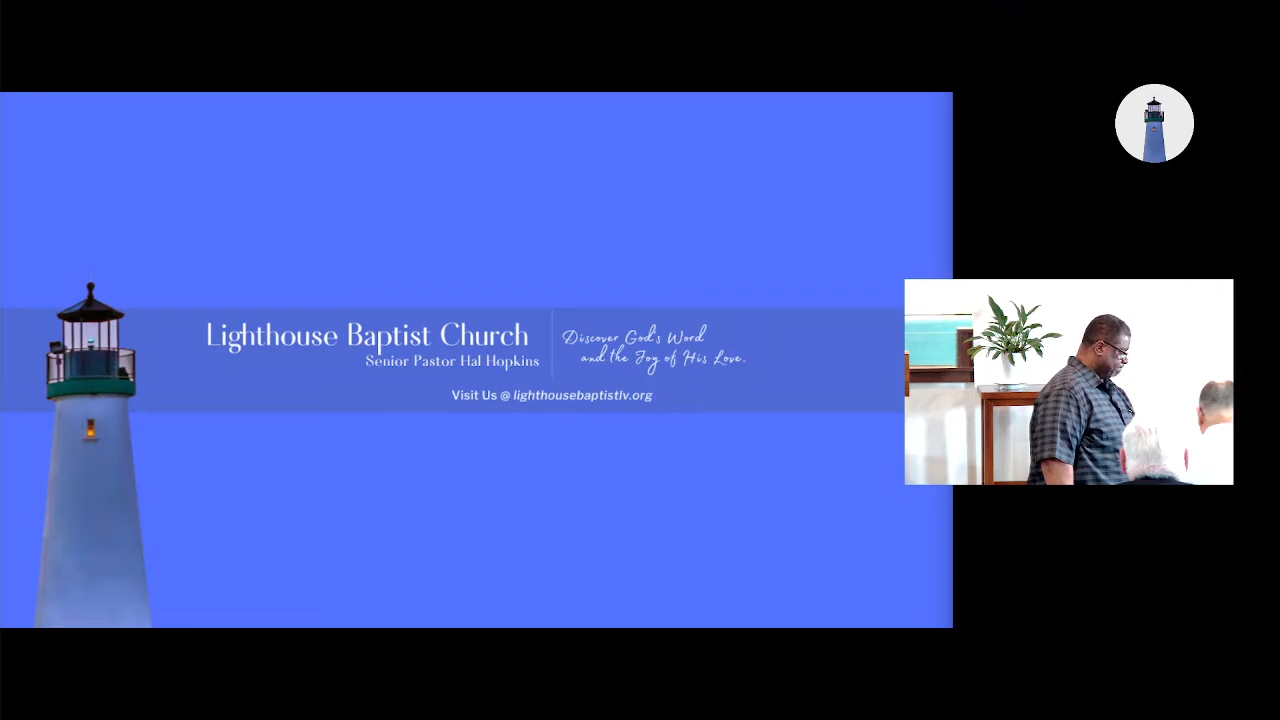 Lighthouse Baptist Church
Senior Pastor Hal Hopkins
Discover God's Word
and the Joy of His Love.
Visit Us @ lighthousebaptistlv.org